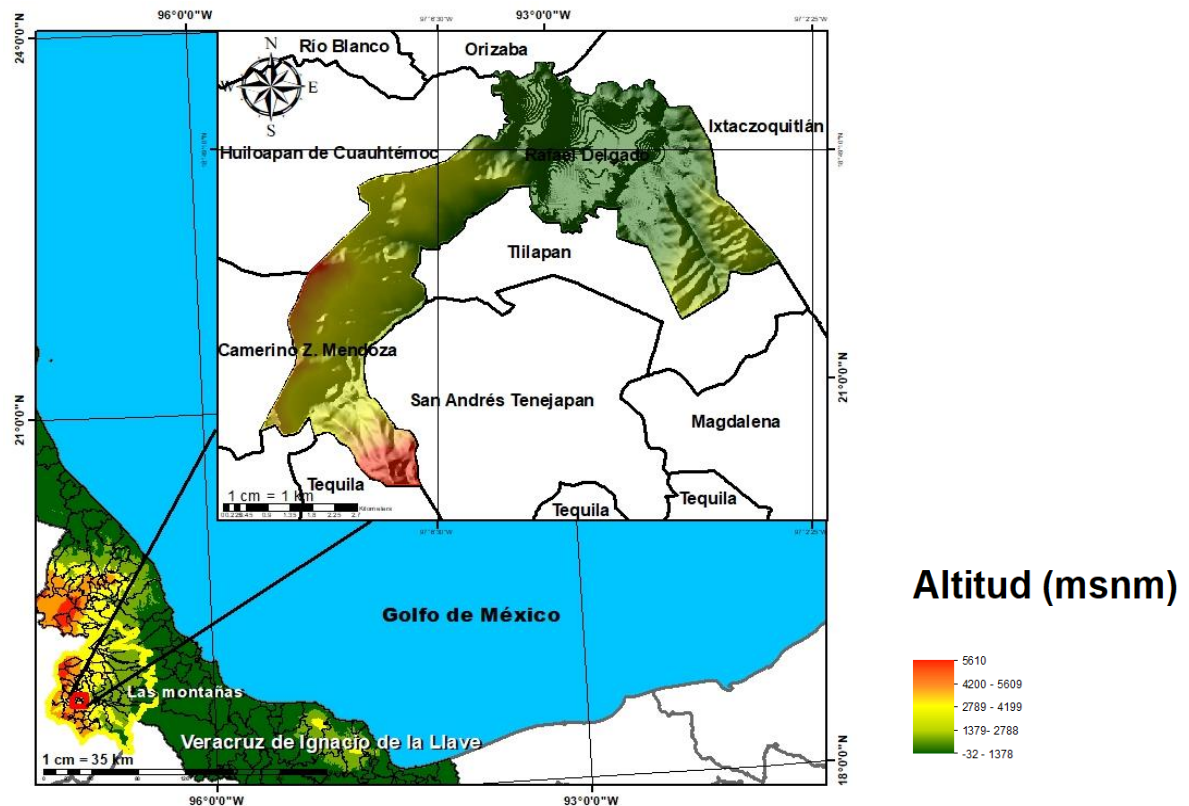 96°0'0"W
93°0'0"W
24°0'0"N
N
W
E
S
Río Blanco
Orizaba
Ixtaczoquitlán
Huiloapan de Cuauhtémoc
Rafael Delgado
Tlilapan
Camerino Z. Mendoza
San Andrés Tenejapan
Magdalena
21°0'0"N
21°0'0"N
Tequila
Tequila
Tequila
1 cm = 1 km
Kilometers
Golfo de México
Las montañas
Veracruz de Ignacio de la Llave
1 cm = 35 km
18°0'0"N
96°0'0"W
93°0'0"W
Altitud (msnm)
5610
4200 - 5609
2789 - 4199
1379- 2788
-32 - 1378